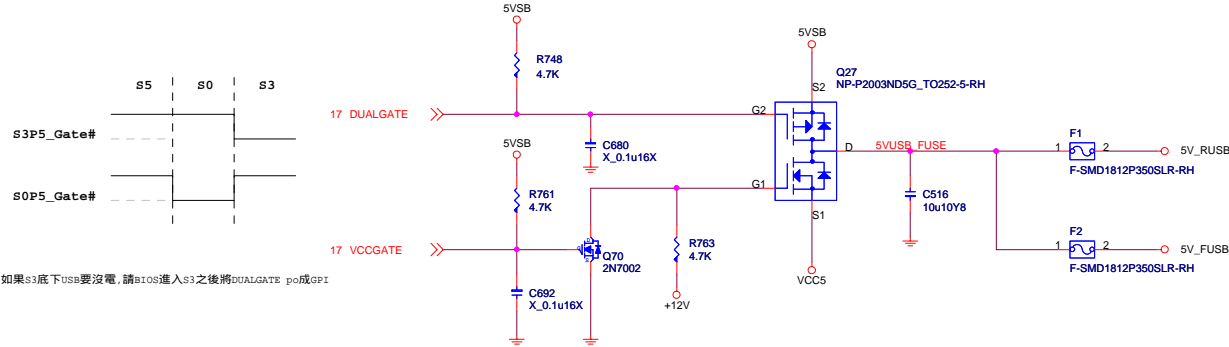 S5 S0 S3
S3P5_Gate#
S0P5_Gate#
如果S3底下USB要沒電,請BIOS進入S3之後將DUALGATE po成GPI
5VSB
R748
4.7K
17 DUALGATE
C680
X_0.1u16X
5VSB
R761
4.7K
17 VCCGATE
C692
X_0.1u16X
Q70
2N7002
D
S
G
R763
4.7K
+12V
5VSB
Q27
NP-P2003ND5G_TO252-5-RH
S2
G2
D
G1
S1
VCC5
5VUSB_FUSE
C516
10u10Y8
F1
1 2
F-SMD1812P350SLR-RH
5V_RUSB
F2
1 2
F-SMD1812P350SLR-RH
5V_FUSB